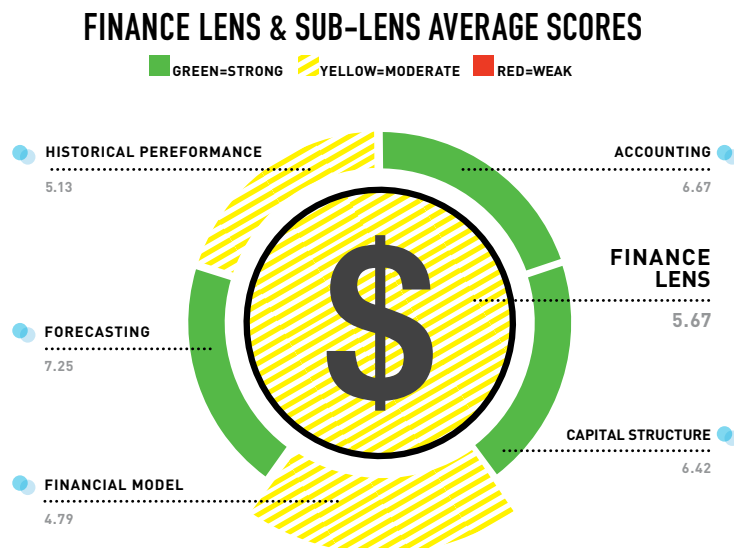 FINANCE LENS & SUB-LENS AVERAGE SCORES
GREEN=STRONG YELLOW=MODERATE RED=WEAK
HISTORICAL PEREFORMANCE
5.13
ACCOUNTING
6.67
FINANCE
LENS
5.67
FORECASTING
7.25
CAPITAL STRUCTURE
6.42
FINANCIAL MODEL
4.79
$